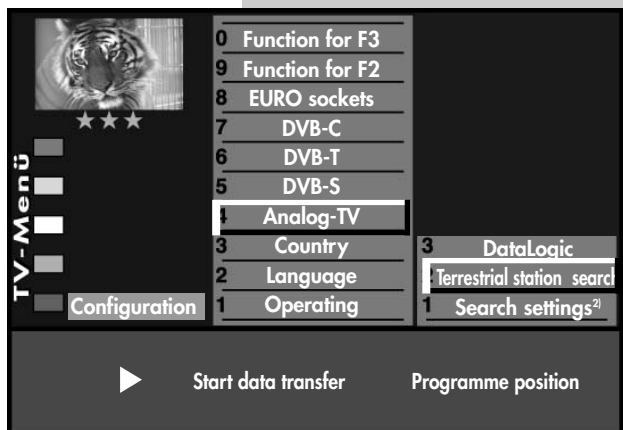 TV-Menü
Configuration
0 Function for F3
9 Function for F2
8 EURO sockets
7 DVB-C
6 DVB-T
5 DVB-S
4 Analog-TV
3 Country
2 Language
1 Operating
3 DataLogic
2 Terrestrial station search
1 Search settings²⁾
Start data transfer
Programme position